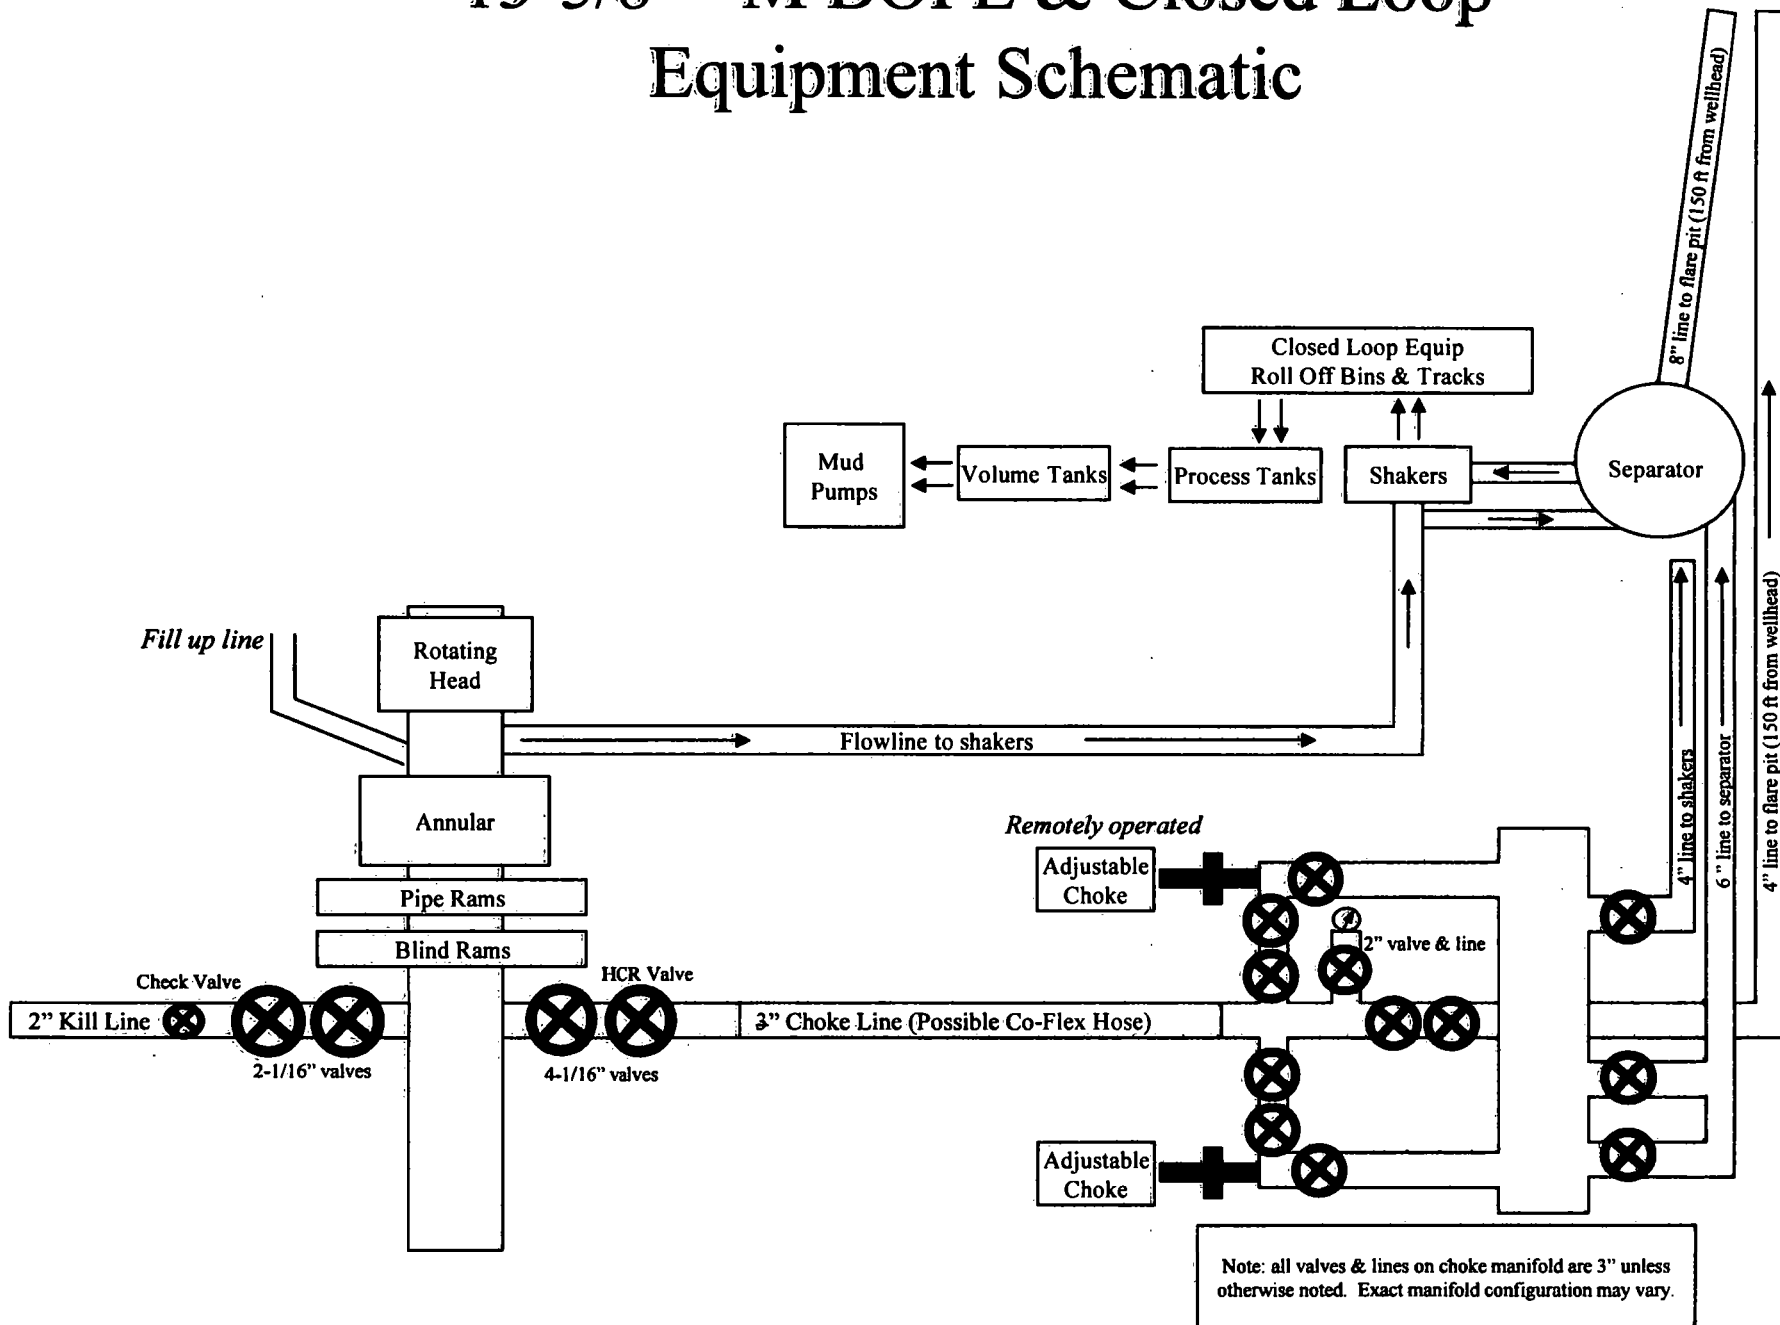 Equipment Schematic
8” line to flare pit (150 ft from wellhead)
Closed Loop Equip
Roll Off Bins & Tracks
Mud
Pumps
Volume Tanks
Process Tanks
Shakers
Separator
Fill up line
Rotating
Head
Flowline to shakers
Annular
Pipe Rams
Blind Rams
Check Valve
HCR Valve
2” Kill Line
3” Choke Line (Possible Co-Flex Hose)
2-1/16” valves
4-1/16” valves
Remotely operated
Adjustable
Choke
2” valve & line
4” line to shakers
6” line to separator
4” line to flare pit (150 ft from wellhead)
Adjustable
Choke
Note: all valves & lines on choke manifold are 3” unless
otherwise noted. Exact manifold configuration may vary.